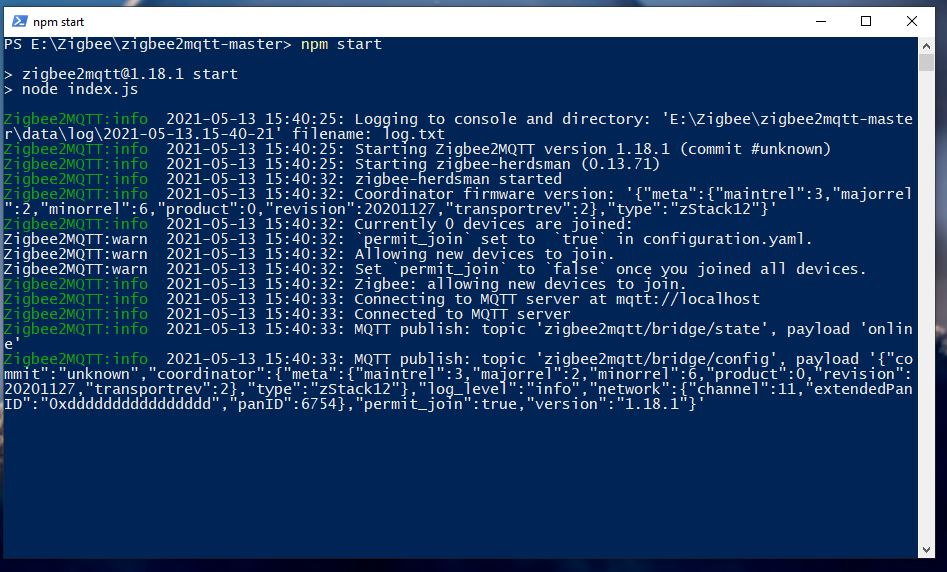 npm start
PS E:\Zigbee\zigbee2mqtt-master> npm start
> zigbee2mqtt@1.18.1 start
> node index.js
Zigbee2MQTT:info  2021-05-13 15:40:25: Logging to console and directory: 'E:\Zigbee\zigbee2mqtt-maste
r\data\log\2021-05-13.15-40-21' filename: log.txt
Zigbee2MQTT:info  2021-05-13 15:40:25: Starting Zigbee2MQTT version 1.18.1 (commit #unknown)
Zigbee2MQTT:info  2021-05-13 15:40:25: Starting zigbee-herdsman (0.13.71)
Zigbee2MQTT:info  2021-05-13 15:40:32: zigbee-herdsman started
Zigbee2MQTT:info  2021-05-13 15:40:32: Coordinator firmware version: '{"meta":{"maintrel":3,"majorrel
":2,"minorrel":6,"product":0,"revision":20201127,"transportrev":2},"type":"zStack12"}'
Zigbee2MQTT:info  2021-05-13 15:40:32: Currently 0 devices are joined:
Zigbee2MQTT:warn  2021-05-13 15:40:32: `permit_join` set to  `true` in configuration.yaml.
Zigbee2MQTT:warn  2021-05-13 15:40:32: Allowing new devices to join.
Zigbee2MQTT:warn  2021-05-13 15:40:32: Set `permit_join` to `false` once you joined all devices.
Zigbee2MQTT:info  2021-05-13 15:40:32: Zigbee: allowing new devices to join.
Zigbee2MQTT:info  2021-05-13 15:40:33: Connecting to MQTT server at mqtt://localhost
Zigbee2MQTT:info  2021-05-13 15:40:33: Connected to MQTT server
Zigbee2MQTT:info  2021-05-13 15:40:33: MQTT publish: topic 'zigbee2mqtt/bridge/state', payload 'onlin
e'
Zigbee2MQTT:info  2021-05-13 15:40:33: MQTT publish: topic 'zigbee2mqtt/bridge/config', payload '{"co
mmit":"unknown","coordinator":{"meta":{"maintrel":3,"majorrel":2,"minorrel":6,"product":0,"revision":
20201127,"transportrev":2},"type":"zStack12"},"log_level":"info","network":{"channel":11,"extendedPan
ID":"0xdddddddddddddddd","panID":6754},"permit_join":true,"version":"1.18.1"}'